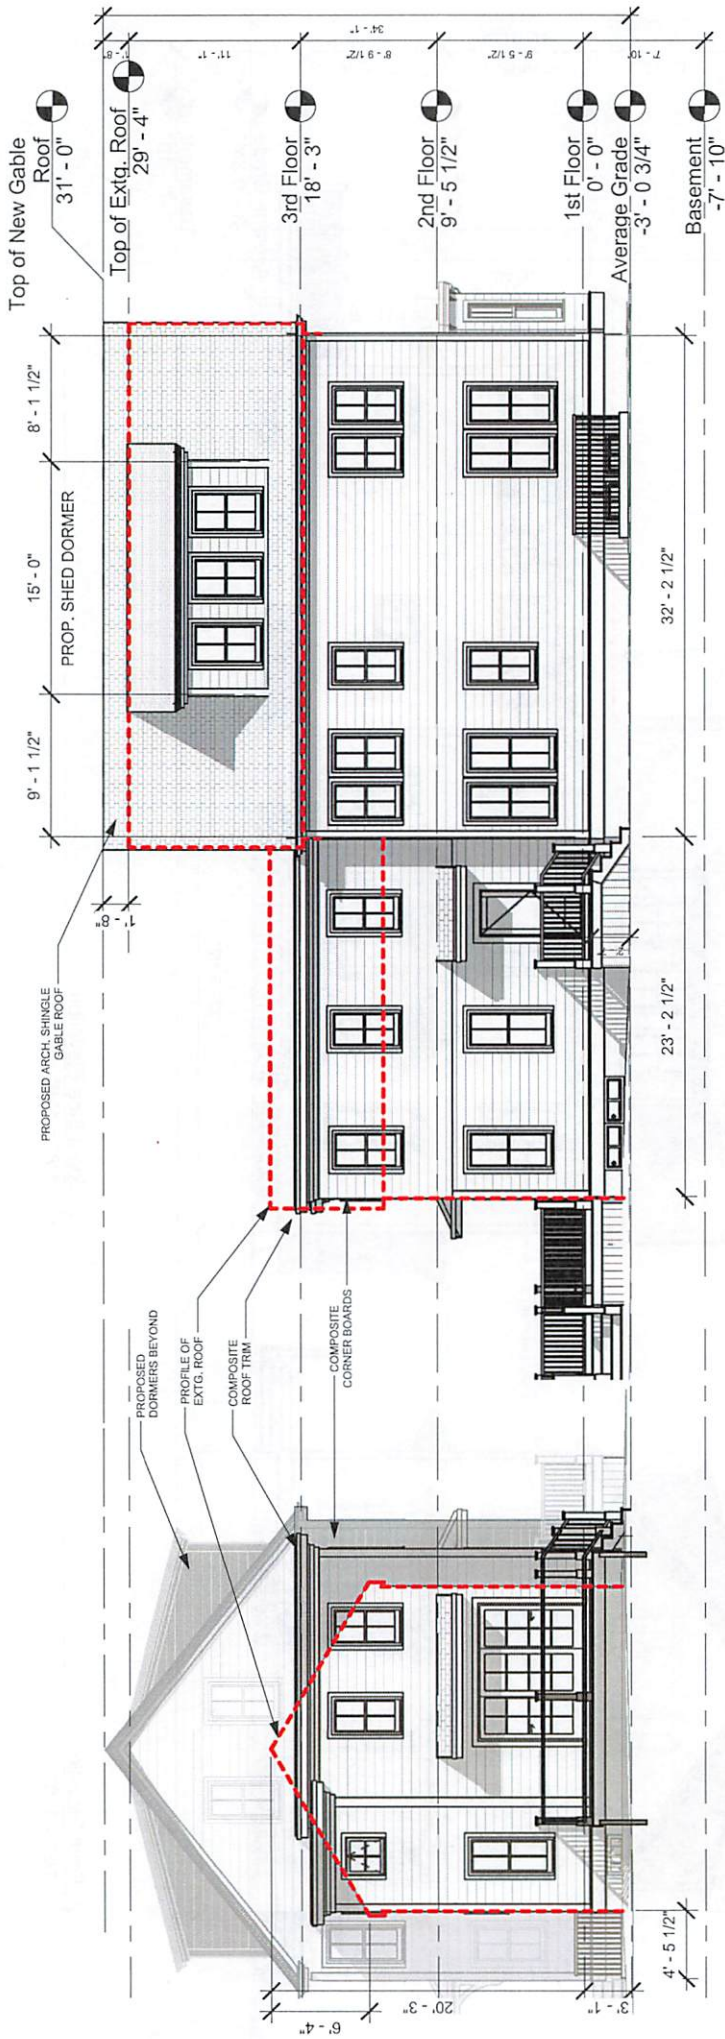 Top of New Gable
Roof
31' - 0"
Top of Extg. Roof
29' - 4"
3rd Floor
18' - 3"
2nd Floor
9' - 5 1/2"
1st Floor
0' - 0"
Average Grade
-3' - 0 3/4"
Basement
-7' - 10"
34' - 1"
1' - 8"
11' - 1"
8' - 9 1/2"
9' - 5 1/2"
7' - 10"
9' - 1 1/2"
15' - 0"
8' - 1 1/2"
PROP. SHED DORMER
PROPOSED ARCH. SHINGLE
GABLE ROOF
1' - 8"
PROPOSED
DORMERS BEYOND
PROFILE OF
EXTG. ROOF
COMPOSITE
ROOF TRIM
COMPOSITE
CORNER BOARDS
23' - 2 1/2"
32' - 2 1/2"
6' - 4"
20' - 3"
3' - 1"
4' - 5 1/2"